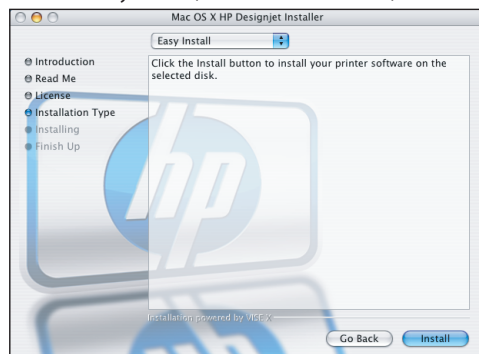 Mac OS X HP Designjet Installer
Easy Install
Introduction
Read Me
License
Installation Type
Installing
Finish Up
Click the Install button to install your printer software on the
selected disk.
hp
Installation powered by VISE X
Go Back
Install